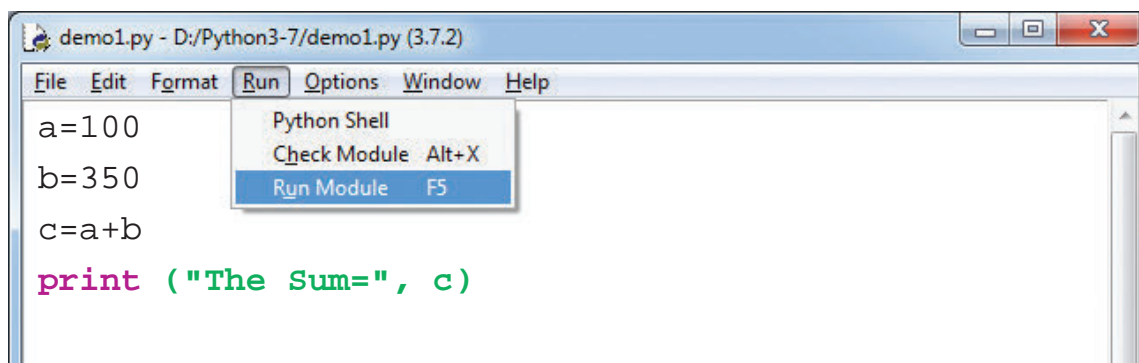 demo1.py - D:/Python3-7/demo1.py (3.7.2)
File Edit Format Run Options Window Help
a=100
b=350
c=a+b
print ("The Sum=", c)
Python Shell
Check Module Alt+X
Run Module F5